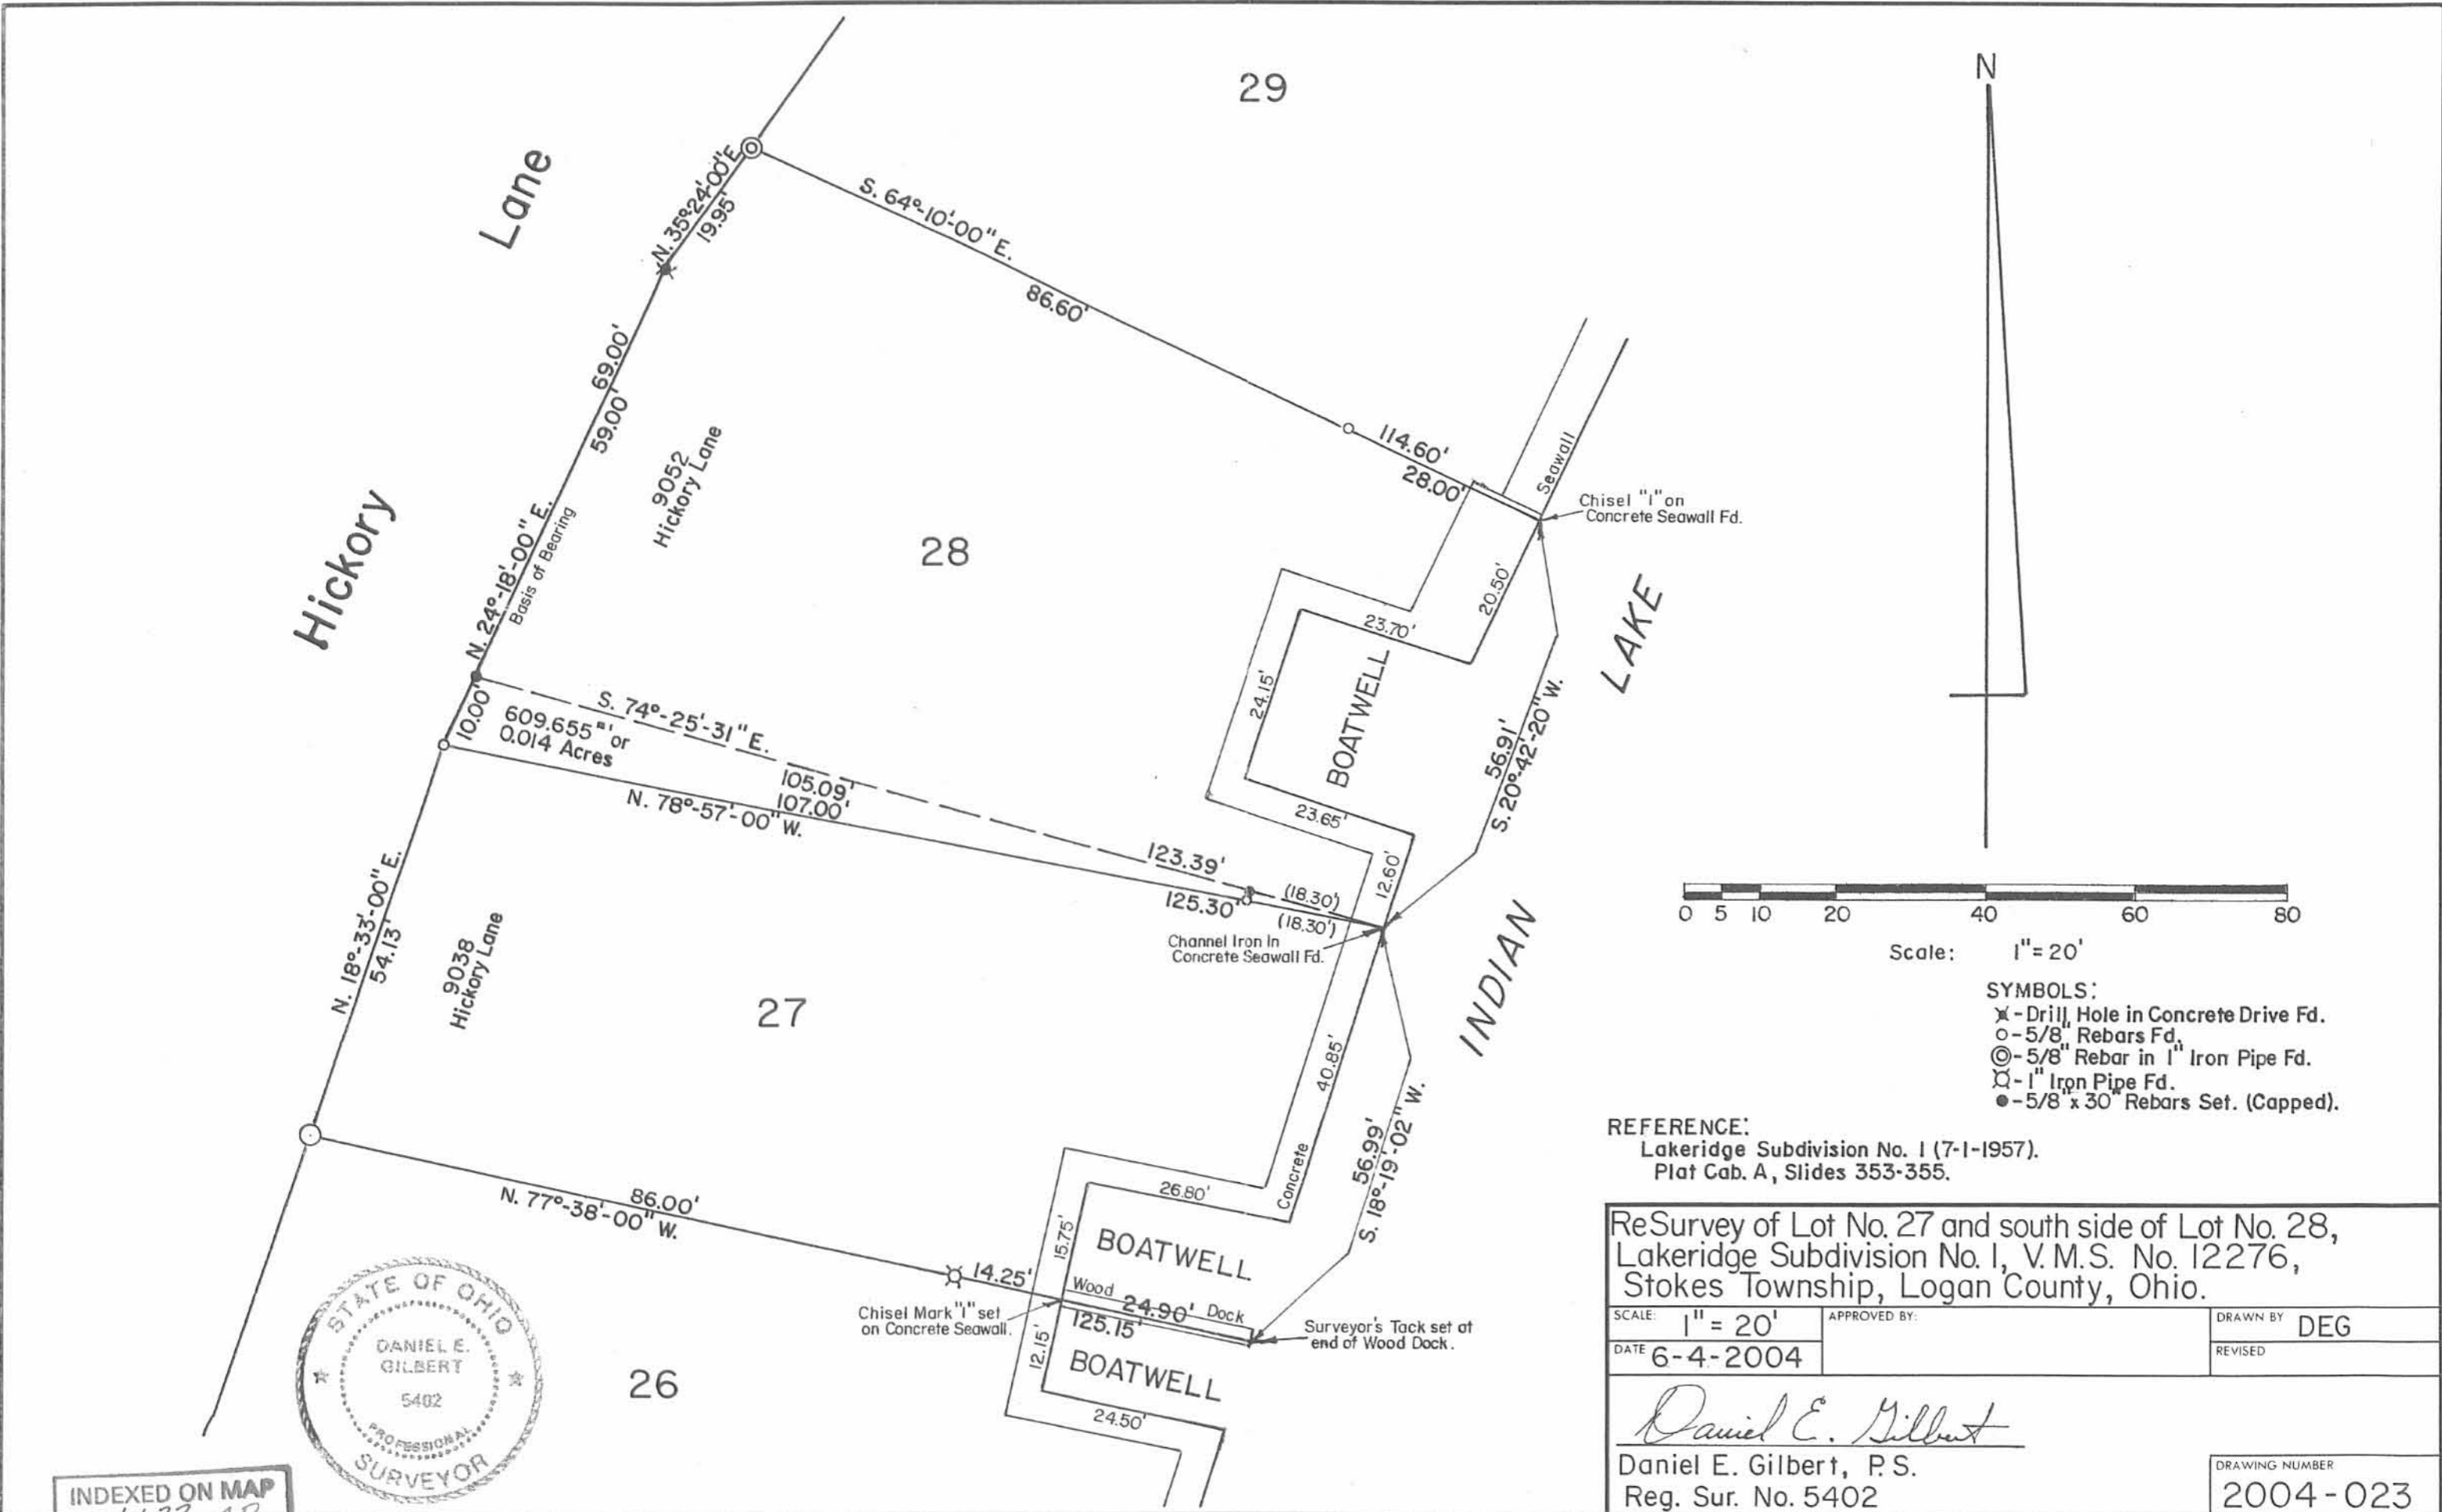 29
N
Lane
N. 35°-24'-00" E.
19.95'
S. 64°-10'-00" E.
86.60'
69.00'
59.00'
9052
Hickory Lane
114.60'
28.00'
Seawall
Chisel "I" on
Concrete Seawall Fd.
Hickory
N. 24°-18'-00" E.
Basis of Bearing
28
20.50'
23.70'
BOATWELL
24.15'
23.65'
LAKE
56.91'
S. 20°-42'-20" W.
10.00'
609.655 □' or
0.014 Acres
S. 74°-25'-31" E.
105.09'
107.00'
N. 78°-57'-00" W.
123.39'
(18.30')
125.30'
(18.30')
12.60'
Channel Iron In
Concrete Seawall Fd.
0 5 10 20 40 60 80
Scale: 1" = 20'
N. 18°-33'-00" E.
54.13'
9038
Hickory Lane
27
INDIAN
SYMBOLS:
-Drill Hole in Concrete Drive Fd.
o-5/8" Rebars Fd.
◎-5/8" Rebar in 1" Iron Pipe Fd.
-1" Iron Pipe Fd.
●-5/8" x 30" Rebars Set. (Capped).
40.85'
Concrete
56.99'
S. 18°-19'-02" W.
REFERENCE:
Lakeridge Subdivision No. 1 (7-1-1957).
Plat Cab. A, Slides 353-355.
86.00'
N. 77°-38'-00" W.
26.80'
15.75'
BOATWELL
14.25'
Wood 24.90' Dock
125.15'
Chisel Mark "I" set
on Concrete Seawall.
Surveyor's Tack set at
end of Wood Dock.
12.15'
BOATWELL
24.50'
26
STATE OF OHIO
DANIEL E.
GILBERT
5402
PROFESSIONAL
SURVEYOR
INDEXED ON MAP
ReSurvey of Lot No. 27 and south side of Lot No. 28,
Lakeridge Subdivision No. 1, V.M.S. No. 12276,
Stokes Township, Logan County, Ohio.
SCALE: 1" = 20'
APPROVED BY:
DRAWN BY DEG
DATE 6-4-2004
REVISED
Daniel E. Gilbert
Daniel E. Gilbert, P.S.
Reg. Sur. No. 5402
DRAWING NUMBER
2004-023